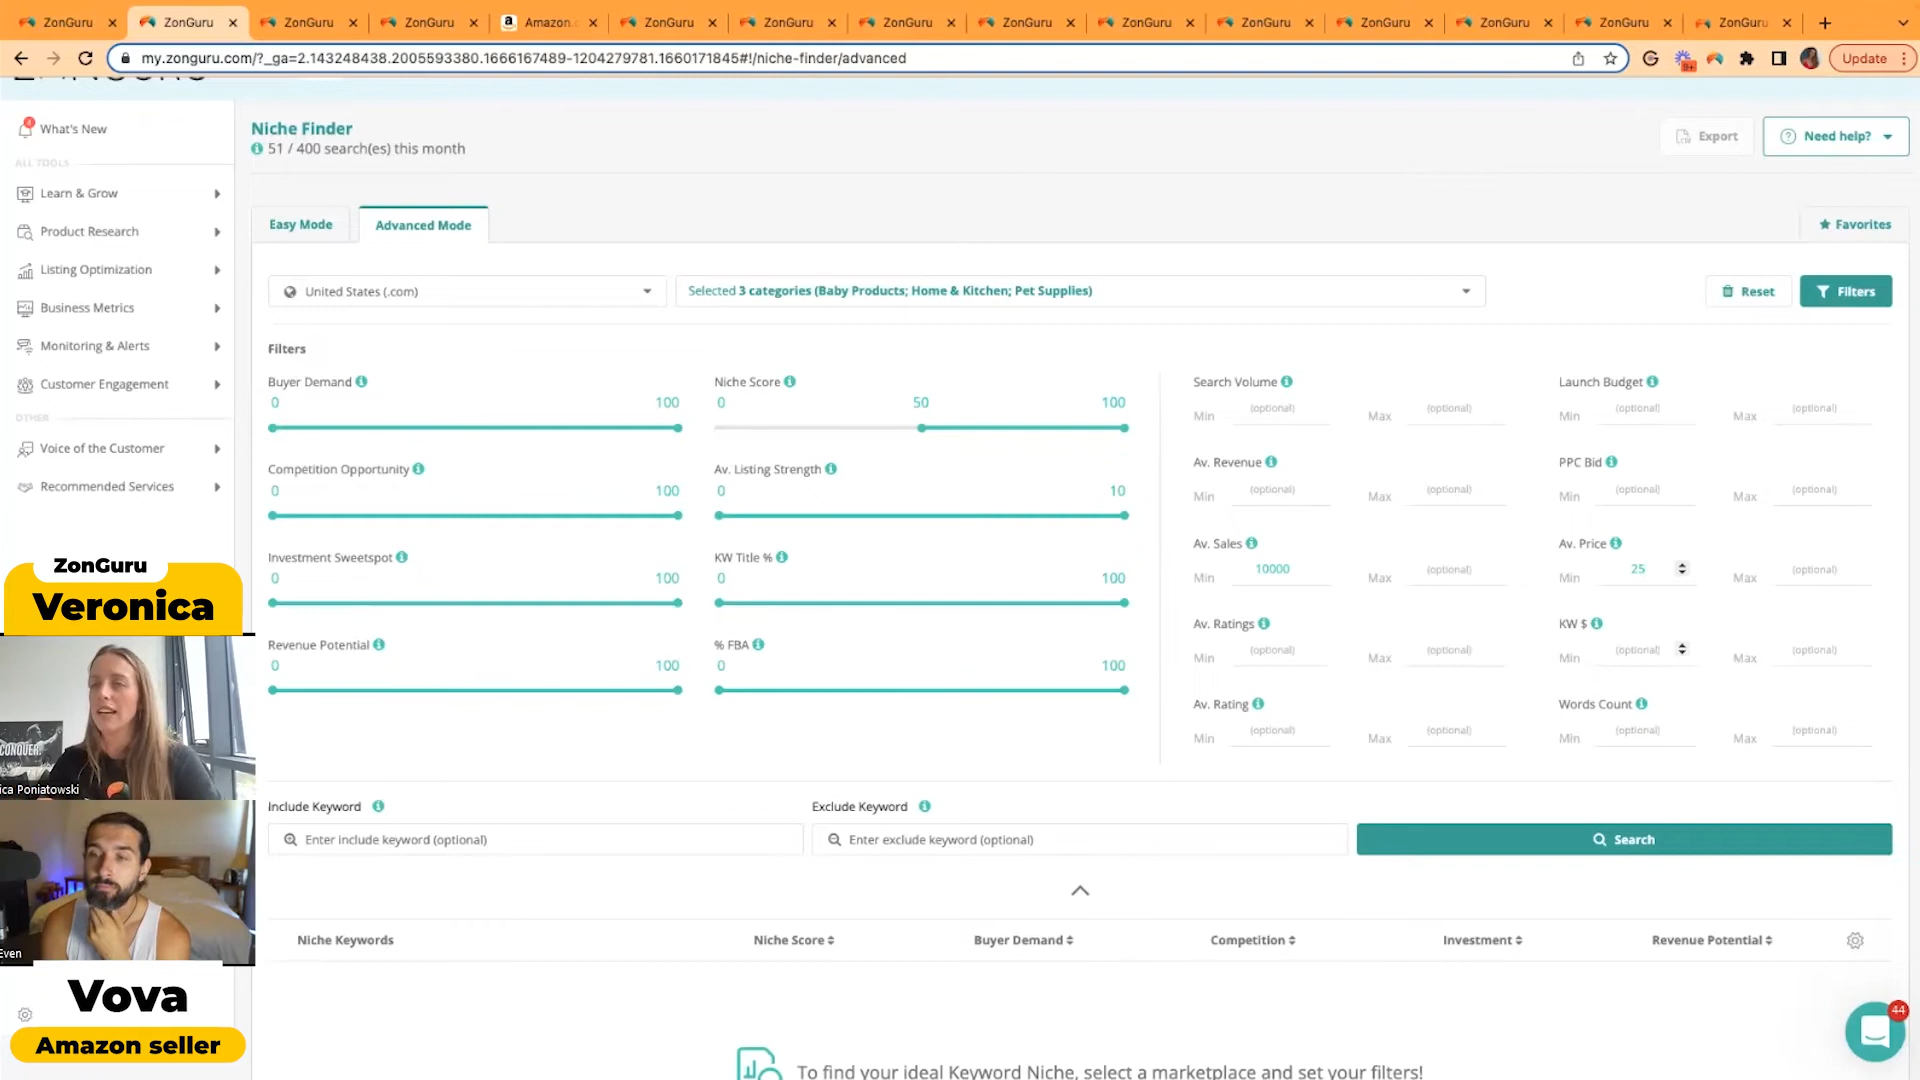 ZonGuru
ZonGuru
ZonGuru
ZonGuru
Amazon.c
ZonGuru
ZonGuru
ZonGuru
ZonGuru
ZonGuru
ZonGuru
ZonGuru
ZonGuru
ZonGuru
ZonGuru
my.zonguru.com/?_ga=2.143248438.2005593380.1666167489-1204279781.1660171845#!/niche-finder/advanced
9+
Update
4
What's New
ALL TOOLS
Learn & Grow
Product Research
Listing Optimization
Business Metrics
Monitoring & Alerts
Customer Engagement
OTHER
Voice of the Customer
Recommended Services
Niche Finder
51 / 400 search(es) this month
Export
Need help?
Easy Mode
Advanced Mode
Favorites
United States (.com)
Selected 3 categories (Baby Products; Home & Kitchen; Pet Supplies)
Reset
Filters
Filters
Buyer Demand
0 100
Niche Score
0 50 100
Competition Opportunity
0 100
Av. Listing Strength
0 10
Investment Sweetspot
0 100
KW Title %
0 100
Revenue Potential
0 100
% FBA
0 100
Search Volume
Min (optional) Max (optional)
Launch Budget
Min (optional) Max (optional)
Av. Revenue
Min (optional) Max (optional)
PPC Bid
Min (optional) Max (optional)
Av. Sales
Min 10000 Max (optional)
Av. Price
Min 25 Max (optional)
Av. Ratings
Min (optional) Max (optional)
KW $
Min (optional) Max (optional)
Av. Rating
Min (optional) Max (optional)
Words Count
Min (optional) Max (optional)
Include Keyword
Enter include keyword (optional)
Exclude Keyword
Enter exclude keyword (optional)
Search
Niche Keywords
Niche Score
Buyer Demand
Competition
Investment
Revenue Potential
To find your ideal Keyword Niche, select a marketplace and set your filters!
44
ZonGuru
Veronica
CONQUER.
ica Poniatowski
Even
Vova
Amazon seller